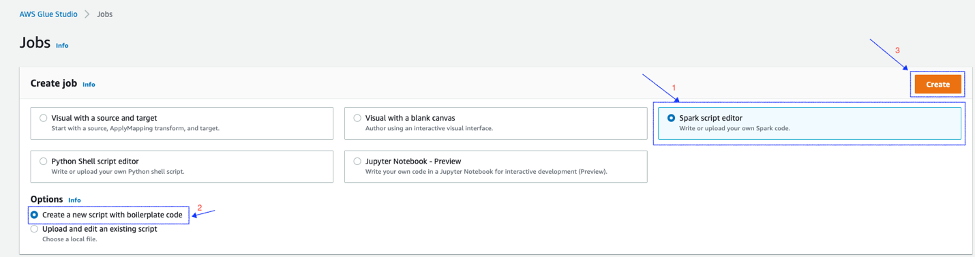 AWS Glue Studio > Jobs
Jobs Info
3
Create job Info
Create
1
Visual with a source and target
Start with a source, ApplyMapping transform, and target.
Visual with a blank canvas
Author using an interactive visual interface.
Spark script editor
Write or upload your own Spark code.
Python Shell script editor
Write or upload your own Python shell script.
Jupyter Notebook - Preview
Write your own code in a Jupyter Notebook for interactive development (Preview).
Options Info
Create a new script with boilerplate code
2
Upload and edit an existing script
Choose a local file.